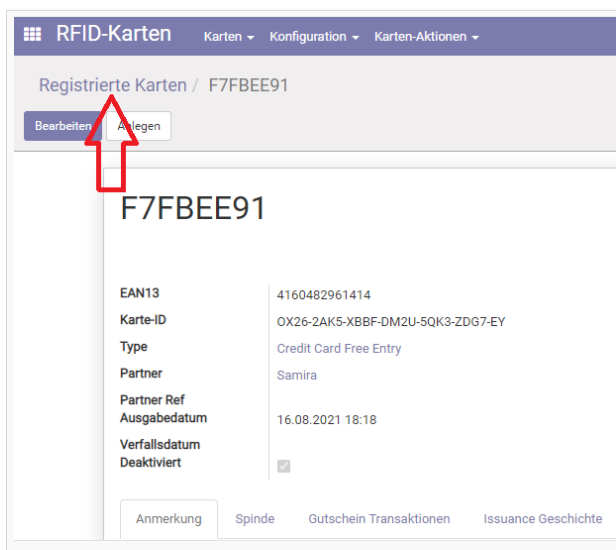 RFID-Karten Karten Konfiguration Karten-Aktionen
Registrierte Karten / F7FBEE91
Bearbeiten Anlegen
F7FBEE91
EAN13 4160482961414
Karte-ID OX26-2AK5-XBBF-DM2U-5QK3-ZDG7-EY
Type Credit Card Free Entry
Partner Samira
Partner Ref
Ausgabedatum 16.08.2021 18:18
Verfallsdatum
Deaktiviert
Anmerkung Spinde Gutschein Transaktionen Issuance Geschichte